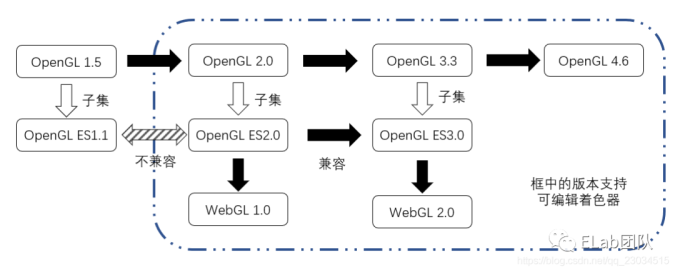 OpenGL 1.5
OpenGL 2.0
OpenGL 3.3
OpenGL 4.6
子集
子集
子集
OpenGL ES1.1
OpenGL ES2.0
OpenGL ES3.0
不兼容
兼容
WebGL 1.0
WebGL 2.0
框中的版本支持
可编辑着色器
ELab团队
https://blog.csdn.net/qq_23034515